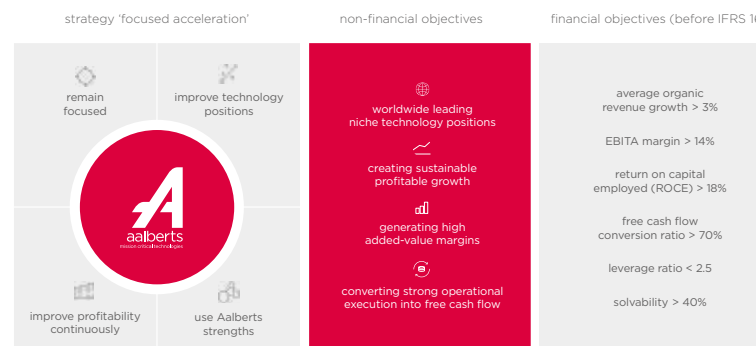 strategy ‘focused acceleration’
non-financial objectives
financial objectives (before IFRS 16
remain
focused
improve technology
positions
aalberts
mission critical technologies
improve profitability
continuously
use Aalberts
strengths
worldwide leading
niche technology positions
creating sustainable
profitable growth
generating high
added-value margins
converting strong operational
execution into free cash flow
average organic
revenue growth > 3%
EBITA margin > 14%
return on capital
employed (ROCE) > 18%
free cash flow
conversion ratio > 70%
leverage ratio < 2.5
solvability > 40%